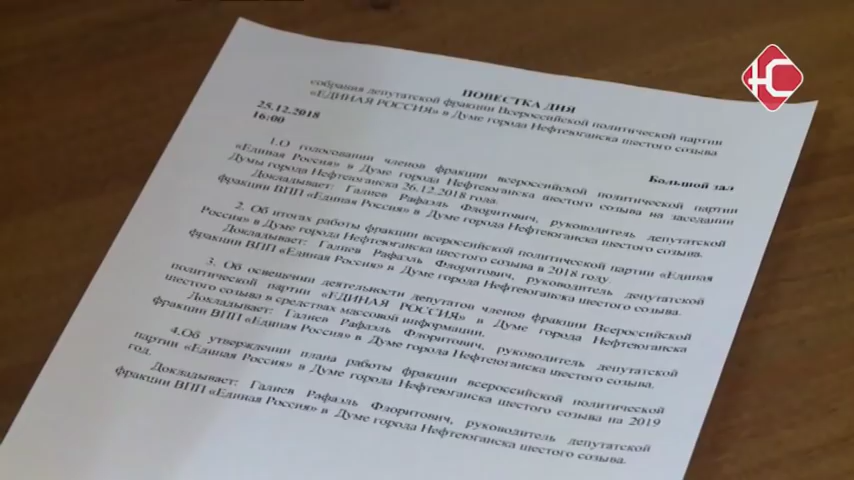 ПОВЕСТКА ДНЯ
собрания депутатской фракции Всероссийской политической партии
«ЕДИНАЯ РОССИЯ» в Думе города Нефтеюганска шестого созыва
25.12.2018
16:00
Большой зал
1.О голосовании членов фракции всероссийской политической партии
«Единая Россия» в Думе города Нефтеюганска шестого созыва на заседании
Думы города Нефтеюганска 26.12.2018 года.
Докладывает: Галиев Рафаэль Флоритович, руководитель депутатской
фракции ВПП «Единая Россия» в Думе города Нефтеюганска шестого созыва.
2. Об итогах работы фракции всероссийской политической партии «Единая
Россия» в Думе города Нефтеюганска шестого созыва в 2018 году.
Докладывает: Галиев Рафаэль Флоритович, руководитель депутатской
фракции ВПП «Единая Россия» в Думе города Нефтеюганска шестого созыва.
3. Об освещении деятельности депутатов членов фракции Всероссийской
политической партии «ЕДИНАЯ РОССИЯ» в Думе города Нефтеюганска
шестого созыва в средствах массовой информации.
Докладывает: Галиев Рафаэль Флоритович, руководитель депутатской
фракции ВПП «Единая Россия» в Думе города Нефтеюганска шестого созыва.
4.Об утверждении плана работы фракции всероссийской политической
партии «Единая Россия» в Думе города Нефтеюганска шестого созыва на 2019
год.
Докладывает: Галиев Рафаэль Флоритович, руководитель депутатской
фракции ВПП «Единая Россия» в Думе города Нефтеюганска шестого созыва.